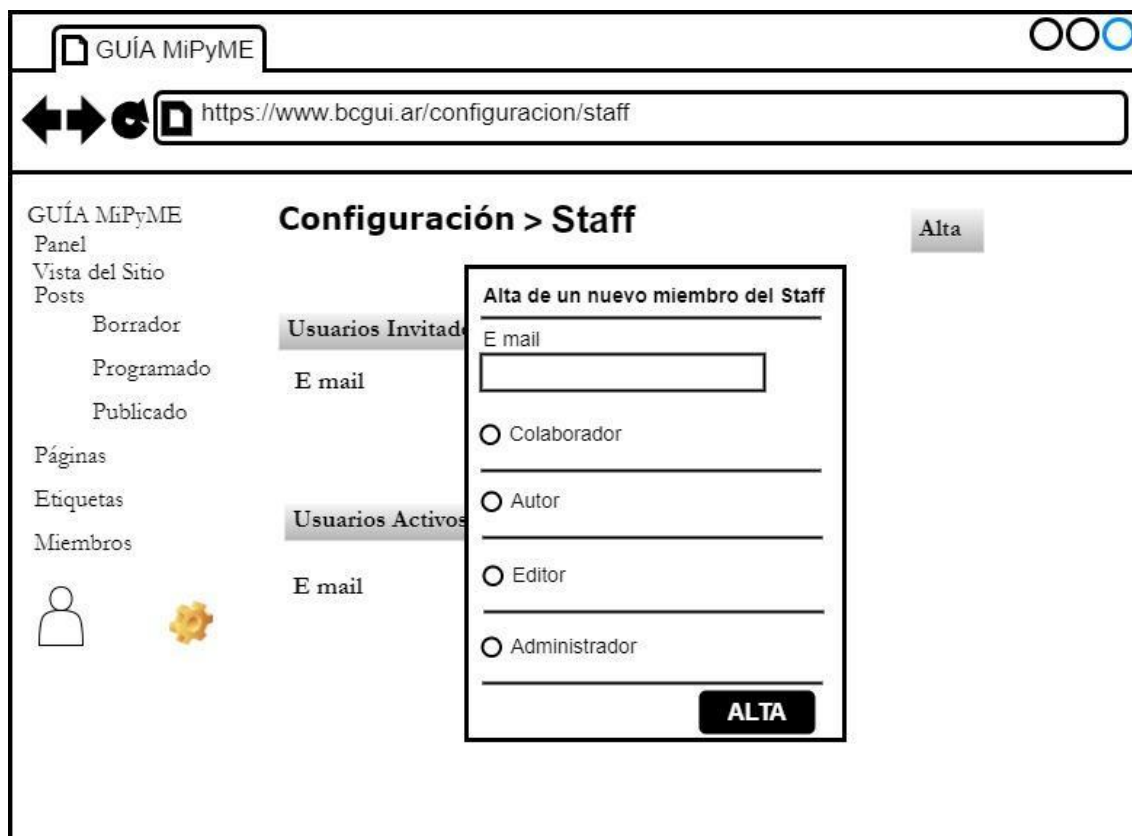 GUÍA MiPyME
https://www.bcgui.ar/configuracion/staff
GUÍA MiPyME
Panel
Vista del Sitio
Posts
Borrador
Programado
Publicado
Páginas
Etiquetas
Miembros
Configuración > Staff
Alta
Usuarios Invitado
E mail
Usuarios Activos
E mail
Alta de un nuevo miembro del Staff
E mail
Colaborador
Autor
Editor
Administrador
ALTA